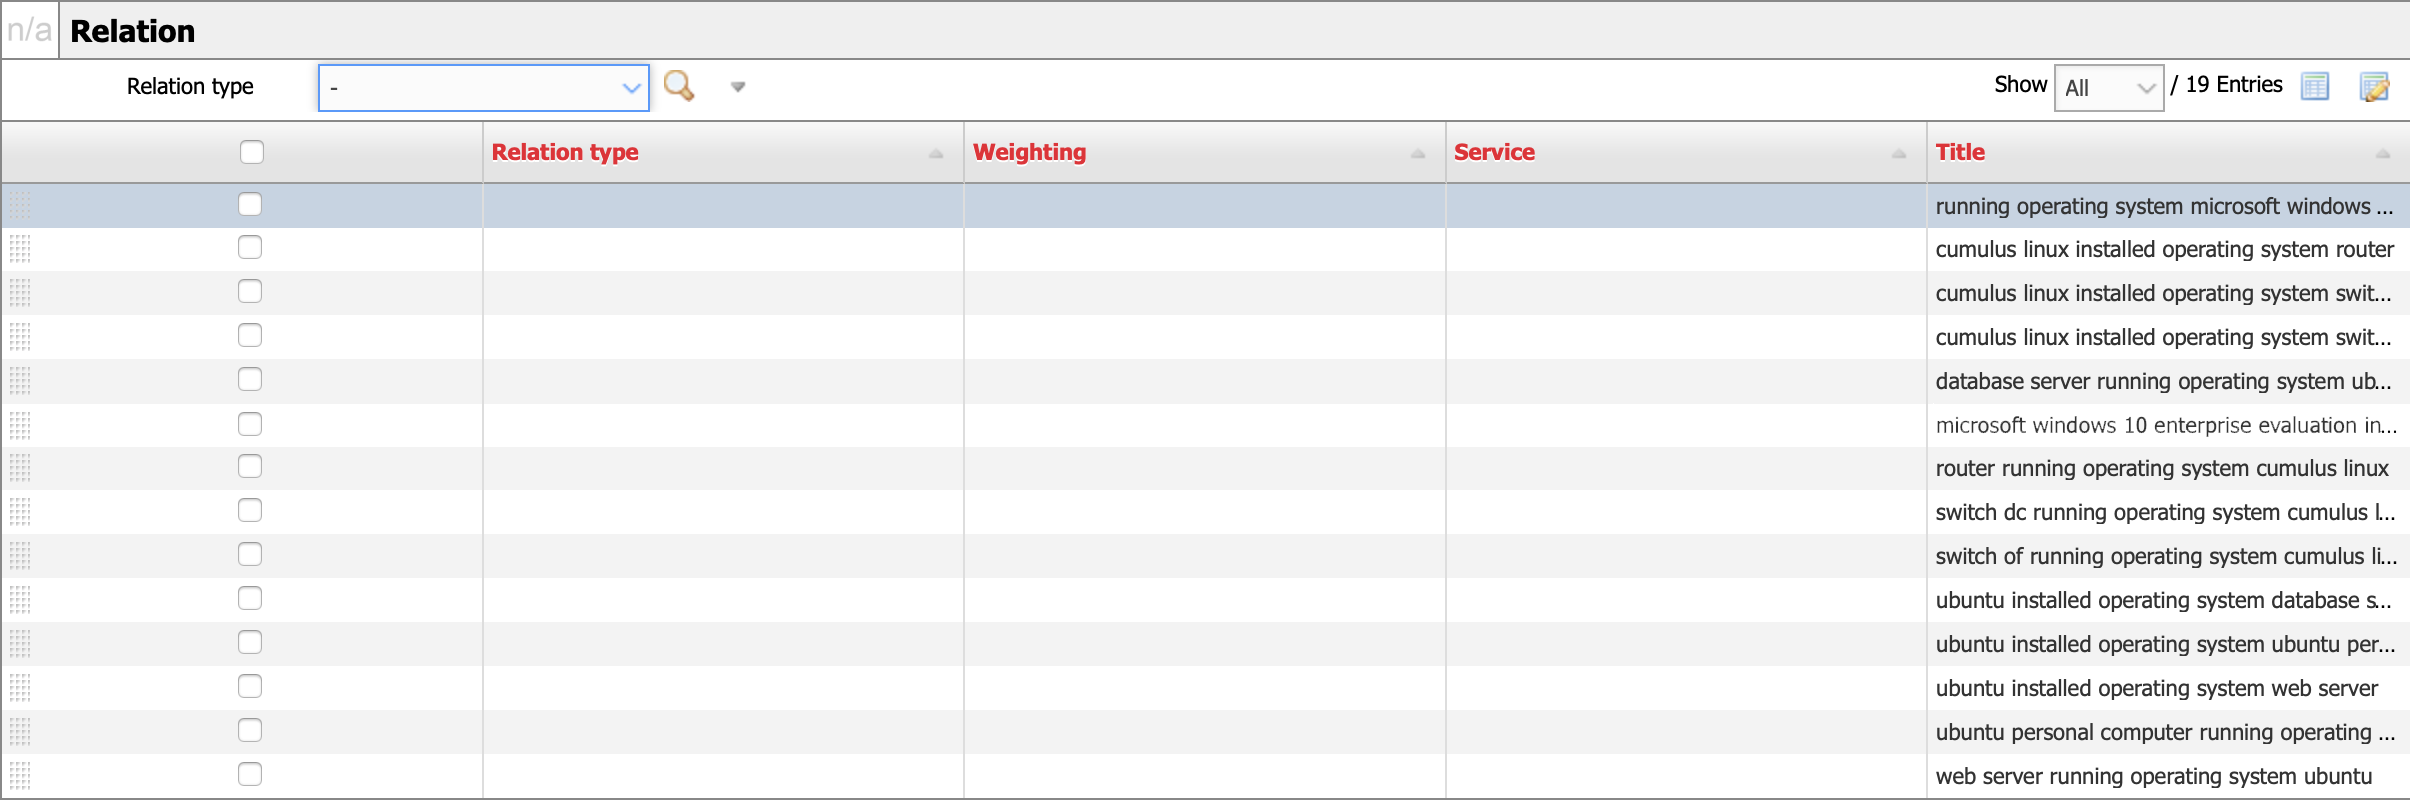 n/a Relation
Relation type - Show All / 19 Entries
Relation type Weighting Service Title
running operating system microsoft windows ...
cumulus linux installed operating system router
cumulus linux installed operating system swit...
cumulus linux installed operating system swit...
database server running operating system ub...
microsoft windows 10 enterprise evaluation in...
router running operating system cumulus linux
switch dc running operating system cumulus l...
switch of running operating system cumulus li...
ubuntu installed operating system database s...
ubuntu installed operating system ubuntu per...
ubuntu installed operating system web server
ubuntu personal computer running operating ...
web server running operating system ubuntu